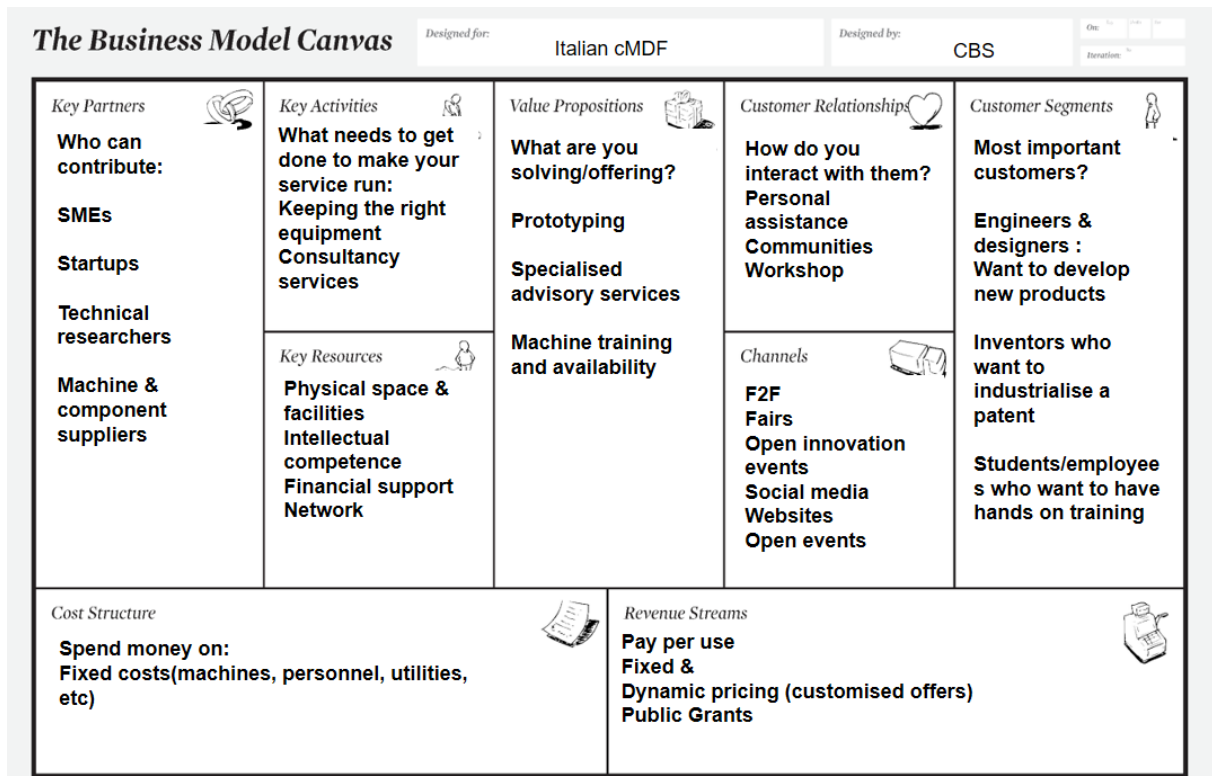 The Business Model Canvas
Designed for:
Italian cMDF
Designed by:
CBS
On:
Iteration:
Key Partners
Who can
contribute:
SMEs
Startups
Technical
researchers
Machine &
component
suppliers
Key Activities
What needs to get
done to make your
service run:
Keeping the right
equipment
Consultancy
services
Key Resources
Physical space &
facilities
Intellectual
competence
Financial support
Network
Value Propositions
What are you
solving/offering?
Prototyping
Specialised
advisory services
Machine training
and availability
Customer Relationships
How do you
interact with them?
Personal
assistance
Communities
Workshop
Channels
F2F
Fairs
Open innovation
events
Social media
Websites
Open events
Customer Segments
Most important
customers?
Engineers &
designers :
Want to develop
new products
Inventors who
want to
industrialise a
patent
Students/employee
s who want to have
hands on training
Cost Structure
Spend money on:
Fixed costs(machines, personnel, utilities,
etc)
Revenue Streams
Pay per use
Fixed &
Dynamic pricing (customised offers)
Public Grants